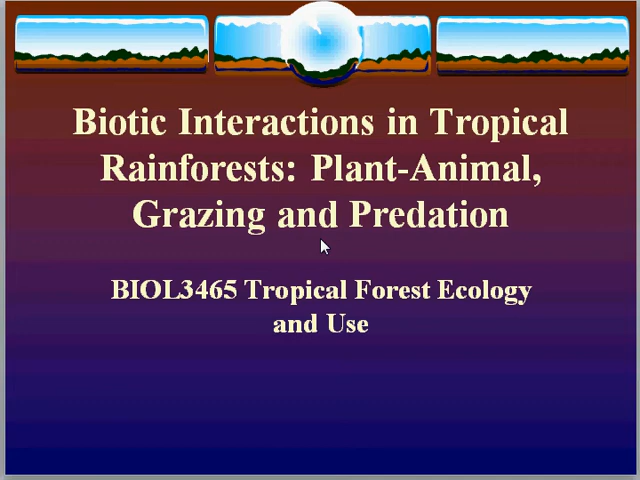 Biotic Interactions in Tropical
Rainforests: Plant-Animal,
Grazing and Predation
BIOL3465 Tropical Forest Ecology
and Use